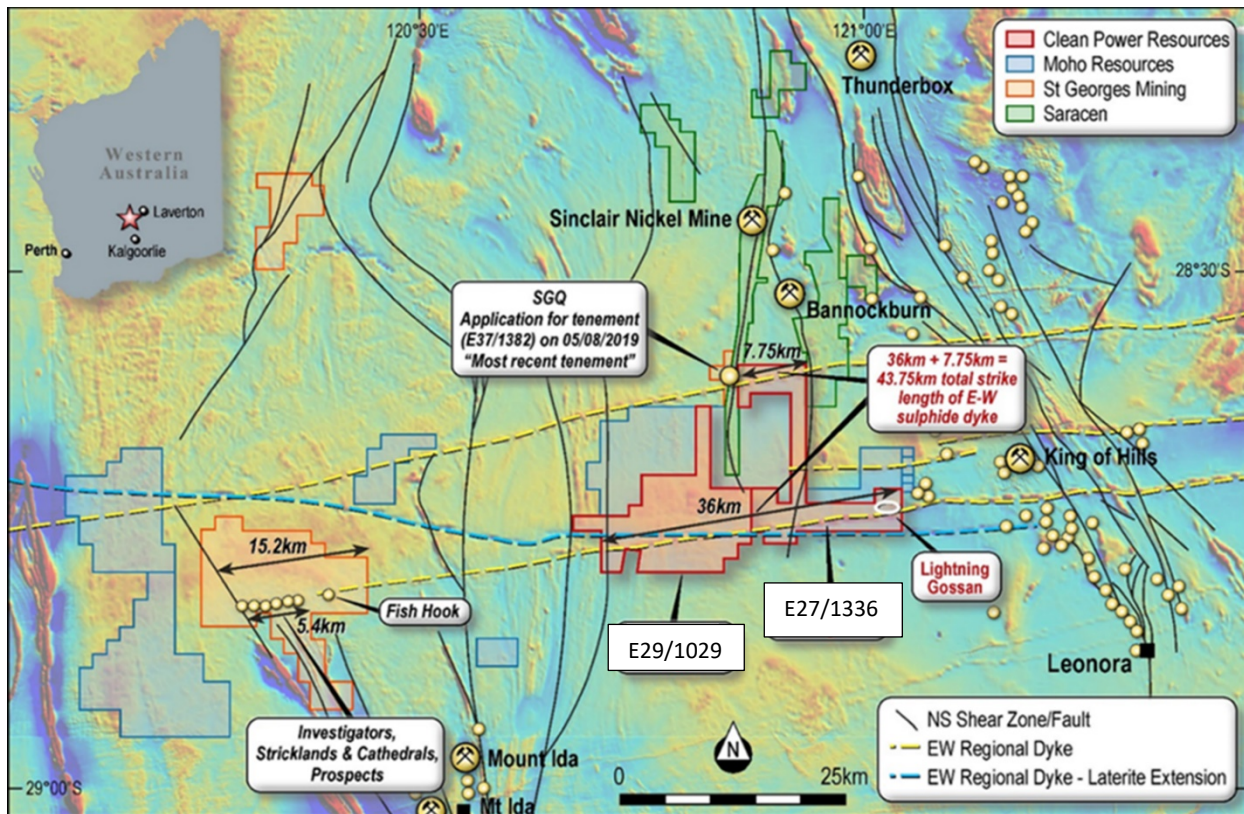 120°30'E
121°00'E
Thunderbox
Clean Power Resources
Moho Resources
St Georges Mining
Saracen
Western
Australia
Laverton
Perth
Kalgoorlie
Sinclair Nickel Mine
28°30'S
SGQ
Application for tenement
(E37/1382) on 05/08/2019
"Most recent tenement"
Bannockburn
7.75km
36km + 7.75km =
43.75km total strike
length of E-W
sulphide dyke
King of Hills
36km
15.2km
Fish Hook
5.4km
Lightning
Gossan
E27/1336
E29/1029
Leonora
Investigators,
Stricklands & Cathedrals,
Prospects
Mount Ida
N
0 25km
NS Shear Zone/Fault
EW Regional Dyke
EW Regional Dyke - Laterite Extension
29°00'S
Mt Ida